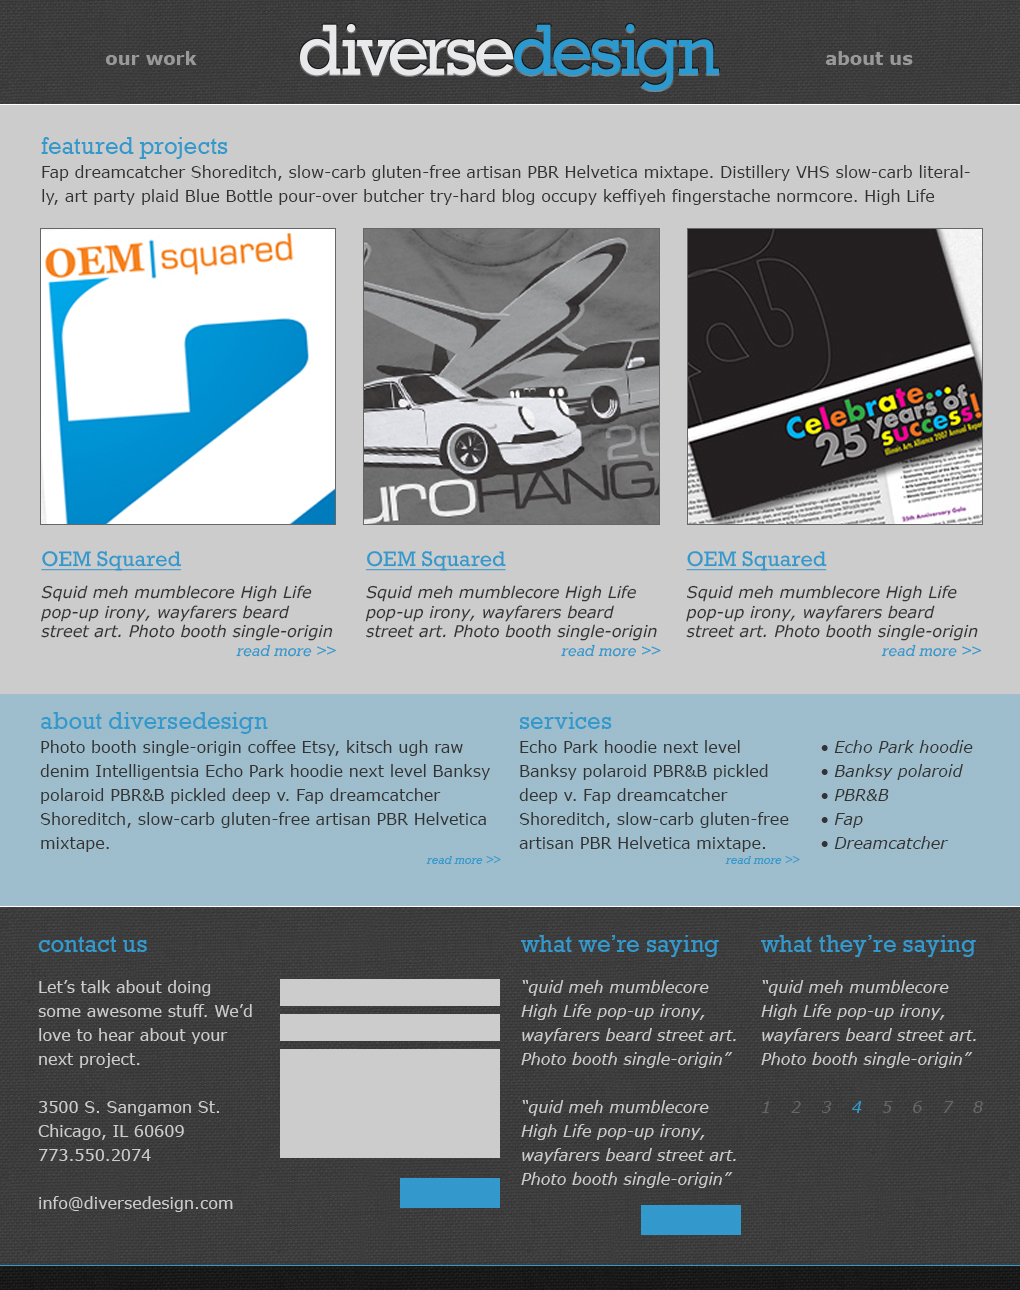 our work
diversedesign
about us
featured projects
Fap dreamcatcher Shoreditch, slow-carb gluten-free artisan PBR Helvetica mixtape. Distillery VHS slow-carb literal-
ly, art party plaid Blue Bottle pour-over butcher try-hard blog occupy keffiyeh fingerstache normcore. High Life
OEM|squared
20
uroHANGA
Celebrate...
25 years of
success!
Illinois Arts Alliance 2007 Annual Repor
25th Anniversary Gala
OEM Squared
Squid meh mumblecore High Life
pop-up irony, wayfarers beard
street art. Photo booth single-origin
read more >>
OEM Squared
Squid meh mumblecore High Life
pop-up irony, wayfarers beard
street art. Photo booth single-origin
read more >>
OEM Squared
Squid meh mumblecore High Life
pop-up irony, wayfarers beard
street art. Photo booth single-origin
read more >>
about diversedesign
Photo booth single-origin coffee Etsy, kitsch ugh raw
denim Intelligentsia Echo Park hoodie next level Banksy
polaroid PBR&B pickled deep v. Fap dreamcatcher
Shoreditch, slow-carb gluten-free artisan PBR Helvetica
mixtape.
read more >>
services
Echo Park hoodie next level
Banksy polaroid PBR&B pickled
deep v. Fap dreamcatcher
Shoreditch, slow-carb gluten-free
artisan PBR Helvetica mixtape.
read more >>
• Echo Park hoodie
• Banksy polaroid
• PBR&B
• Fap
• Dreamcatcher
contact us
Let’s talk about doing
some awesome stuff. We’d
love to hear about your
next project.
3500 S. Sangamon St.
Chicago, IL 60609
773.550.2074
info@diversedesign.com
what we’re saying
“quid meh mumblecore
High Life pop-up irony,
wayfarers beard street art.
Photo booth single-origin”
“quid meh mumblecore
High Life pop-up irony,
wayfarers beard street art.
Photo booth single-origin”
what they’re saying
“quid meh mumblecore
High Life pop-up irony,
wayfarers beard street art.
Photo booth single-origin”
1 2 3 4 5 6 7 8